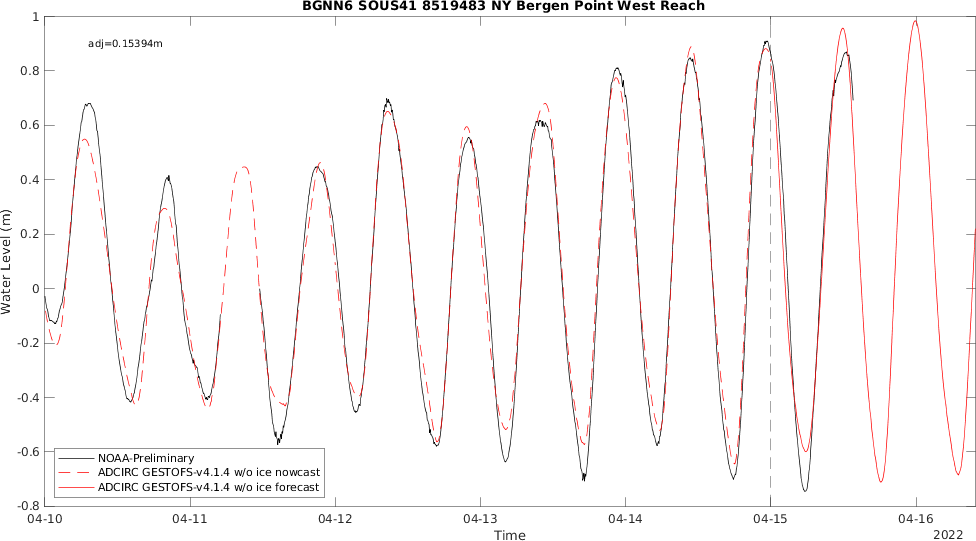 BGNN6 SOUS41 8519483 NY Bergen Point West Reach
adj=0.15394m
1
0.8
0.6
0.4
0.2
0
-0.2
-0.4
-0.6
-0.8
Water Level (m)
NOAA-Preliminary
ADCIRC GESTOFS-v4.1.4 w/o ice nowcast
ADCIRC GESTOFS-v4.1.4 w/o ice forecast
04-10 04-11 04-12 04-13 04-14 04-15 04-16
Time
2022